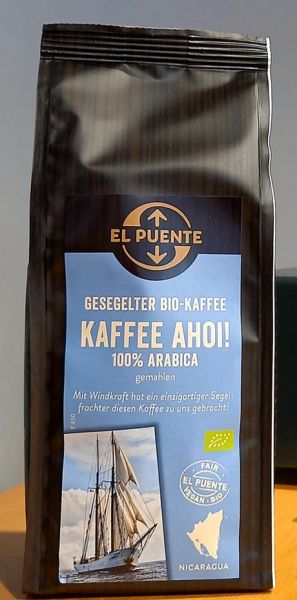 EL PUENTE
GESEGELTER BIO-KAFFEE
KAFFEE AHOI!
100% ARABICA
gemahlen
Mit Windkraft hat ein einzigartiger Segel-
frachter diesen Kaffee zu uns gebracht!
FAIR
EL PUENTE
VEGAN·BIO
NICARAGUA